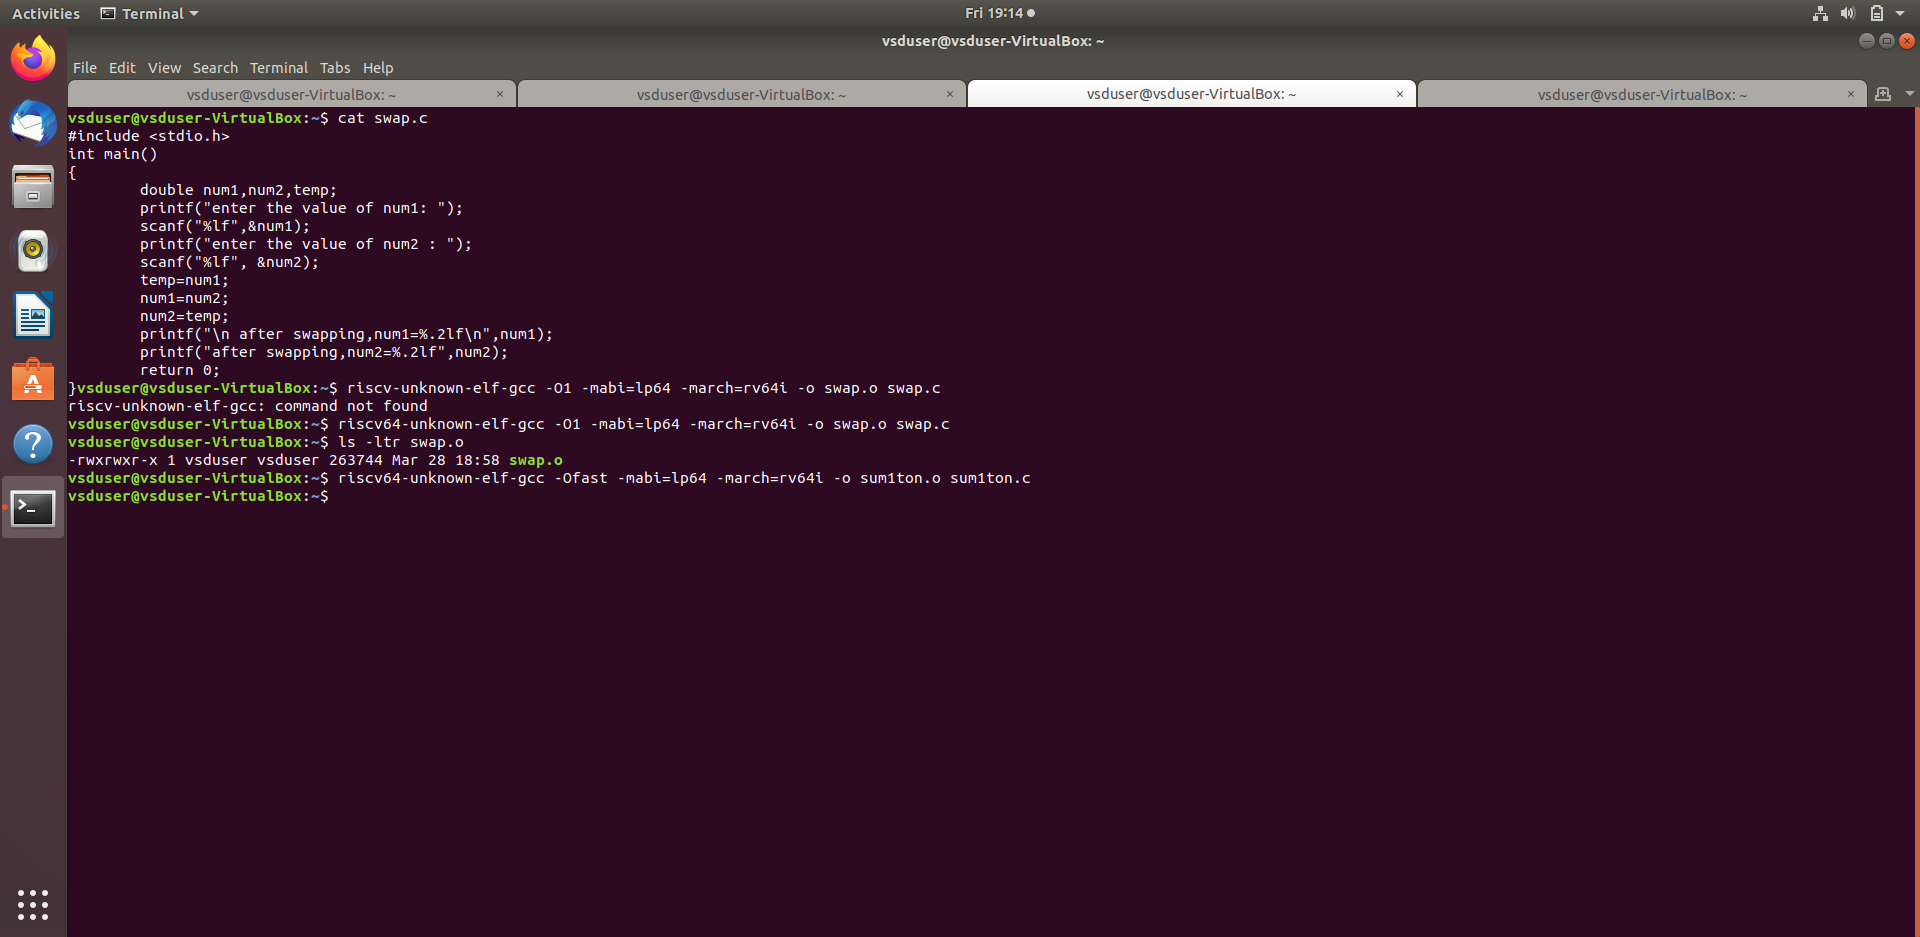 Activities Terminal Fri 19:14
vsduser@vsduser-VirtualBox: ~
File Edit View Search Terminal Tabs Help
vsduser@vsduser-VirtualBox: ~ × vsduser@vsduser-VirtualBox: ~ × vsduser@vsduser-VirtualBox: ~ × vsduser@vsduser-VirtualBox: ~ ×
vsduser@vsduser-VirtualBox:~$ cat swap.c
#include <stdio.h>
int main()
{
        double num1,num2,temp;
        printf("enter the value of num1: ");
        scanf("%lf",&num1);
        printf("enter the value of num2 : ");
        scanf("%lf", &num2);
        temp=num1;
        num1=num2;
        num2=temp;
        printf("\n after swapping,num1=%.2lf\n",num1);
        printf("after swapping,num2=%.2lf",num2);
        return 0;
}vsduser@vsduser-VirtualBox:~$ riscv-unknown-elf-gcc -O1 -mabi=lp64 -march=rv64i -o swap.o swap.c
riscv-unknown-elf-gcc: command not found
vsduser@vsduser-VirtualBox:~$ riscv64-unknown-elf-gcc -O1 -mabi=lp64 -march=rv64i -o swap.o swap.c
vsduser@vsduser-VirtualBox:~$ ls -ltr swap.o
-rwxrwxr-x 1 vsduser vsduser 263744 Mar 28 18:58 swap.o
vsduser@vsduser-VirtualBox:~$ riscv64-unknown-elf-gcc -Ofast -mabi=lp64 -march=rv64i -o sum1ton.o sum1ton.c
vsduser@vsduser-VirtualBox:~$